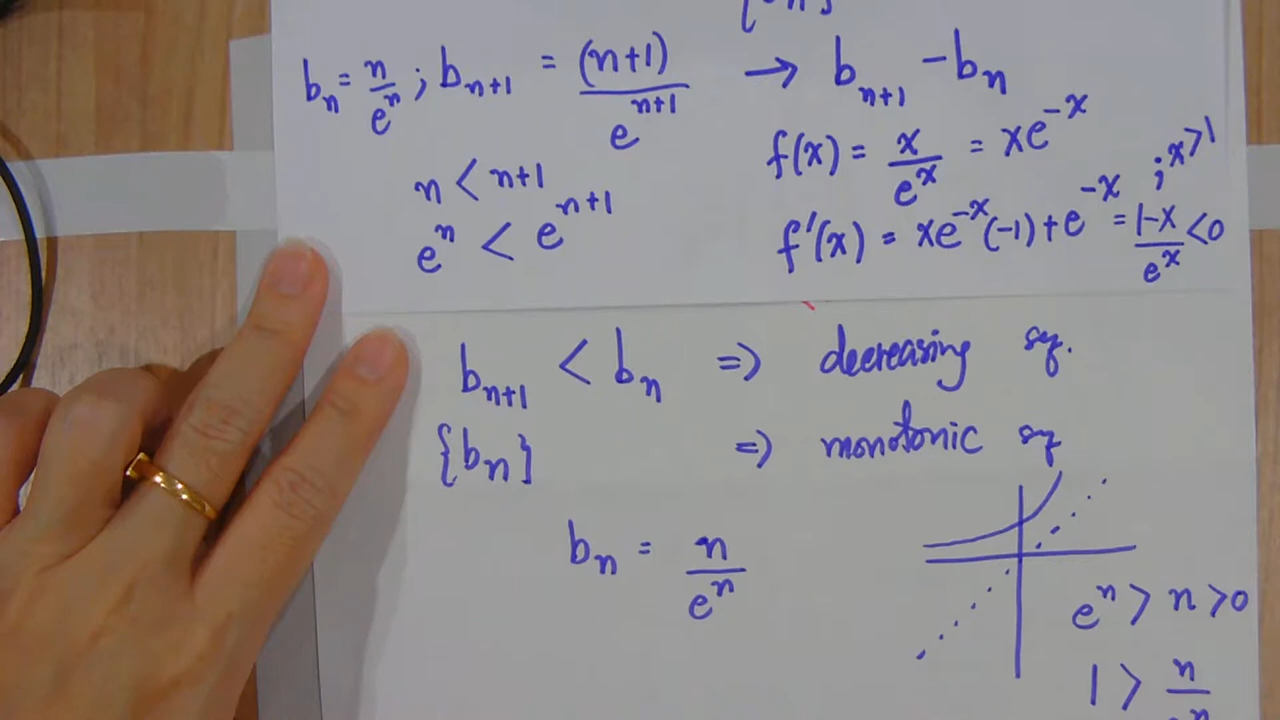 b_n = n/e^n ; b_{n+1} = (n+1)/e^{n+1} → b_{n+1} - b_n
n < n+1
e^n < e^{n+1}
f(x) = x/e^x = xe^{-x} ; x>1
f'(x) = xe^{-x}(-1) + e^{-x} = 1-x/e^x < 0
b_{n+1} < b_n => decreasing sq.
{b_n} => monotonic sq
b_n = n/e^n
e^n > n > 0
1 > n/e^n